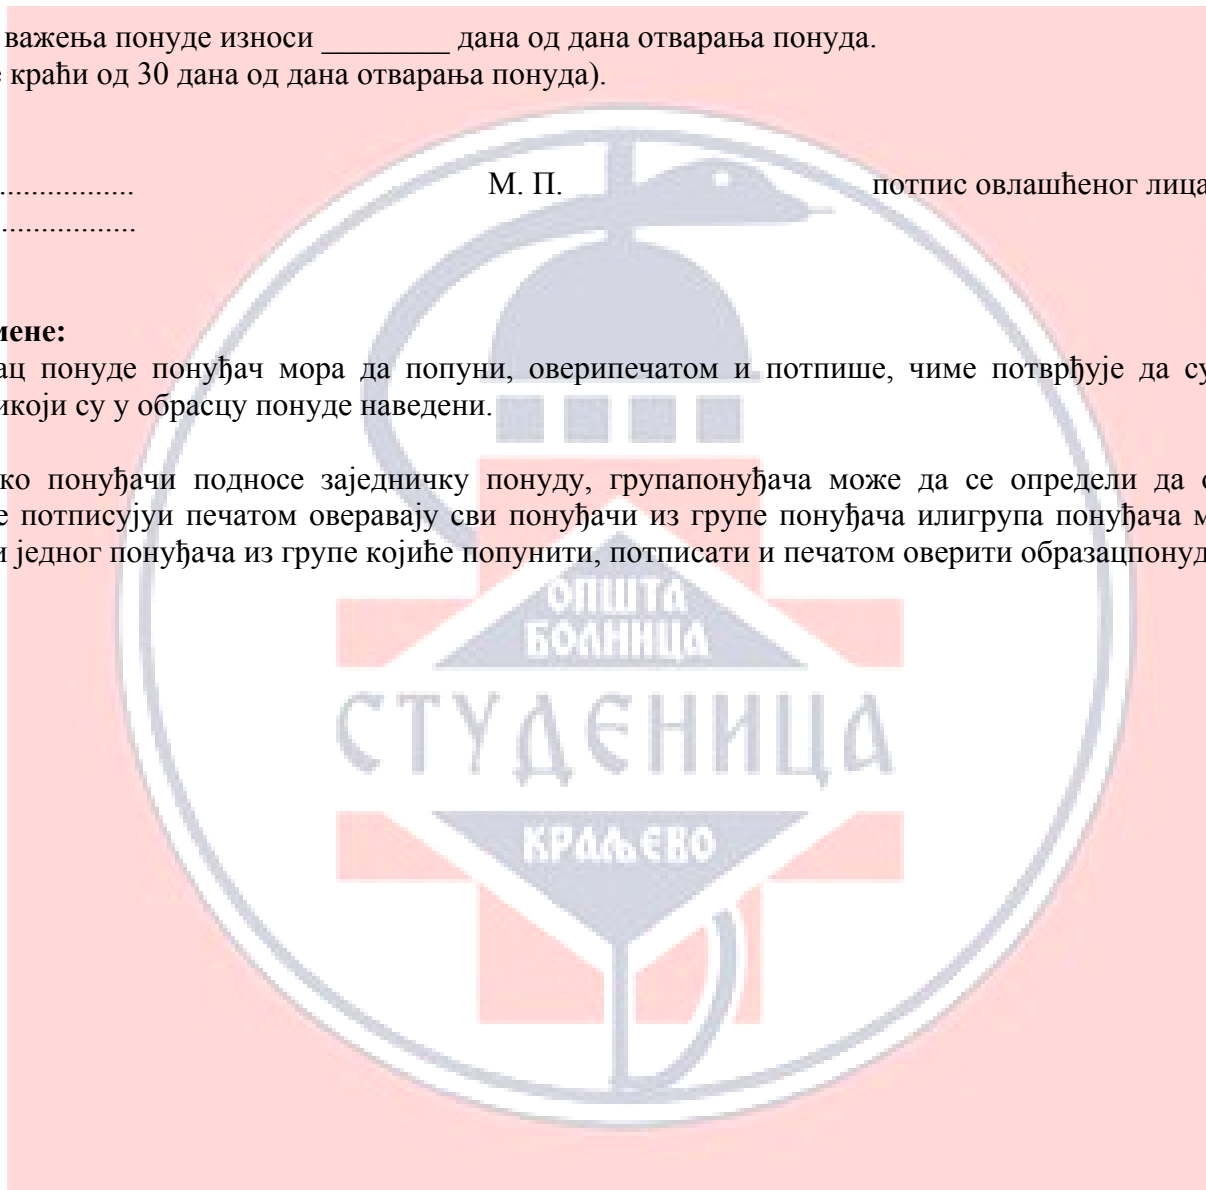 важења понуде износи ________ дана од дана отварања понуда.
краћи од 30 дана од дана отварања понуда).
................. М. П. потпис овлашћеног лица
.................
мене:
ац понуде понуђач мора да попуни, оверипечатом и потпише, чиме потврђује да су
икоји су у обрасцу понуде наведени.
ко понуђачи подносе заједничку понуду, групапонуђача може да се определи да
е потписујуи печатом оверавају сви понуђачи из групе понуђача илигрупа понуђача
и једног понуђача из групе којиће попунити, потписати и печатом оверити образацпонуд
ОПШТА
БОЛНИЦА
СТУДЕНИЦА
КРАЉЕВО